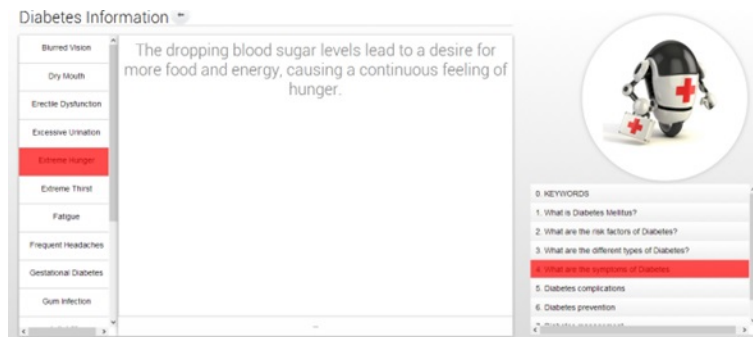 Diabetes Information
Blurred Vision
Dry Mouth
Erectile Dysfunction
Excessive Urination
Extreme Hunger
Extreme Thirst
Fatigue
Frequent Headaches
Gestational Diabetes
Gum Infection
The dropping blood sugar levels lead to a desire for
more food and energy, causing a continuous feeling of
hunger.
0. KEYWORDS
1. What is Diabetes Mellitus?
2. What are the risk factors of Diabetes?
3. What are the different types of Diabetes?
4. What are the symptoms of Diabetes
5. Diabetes complications
6. Diabetes prevention